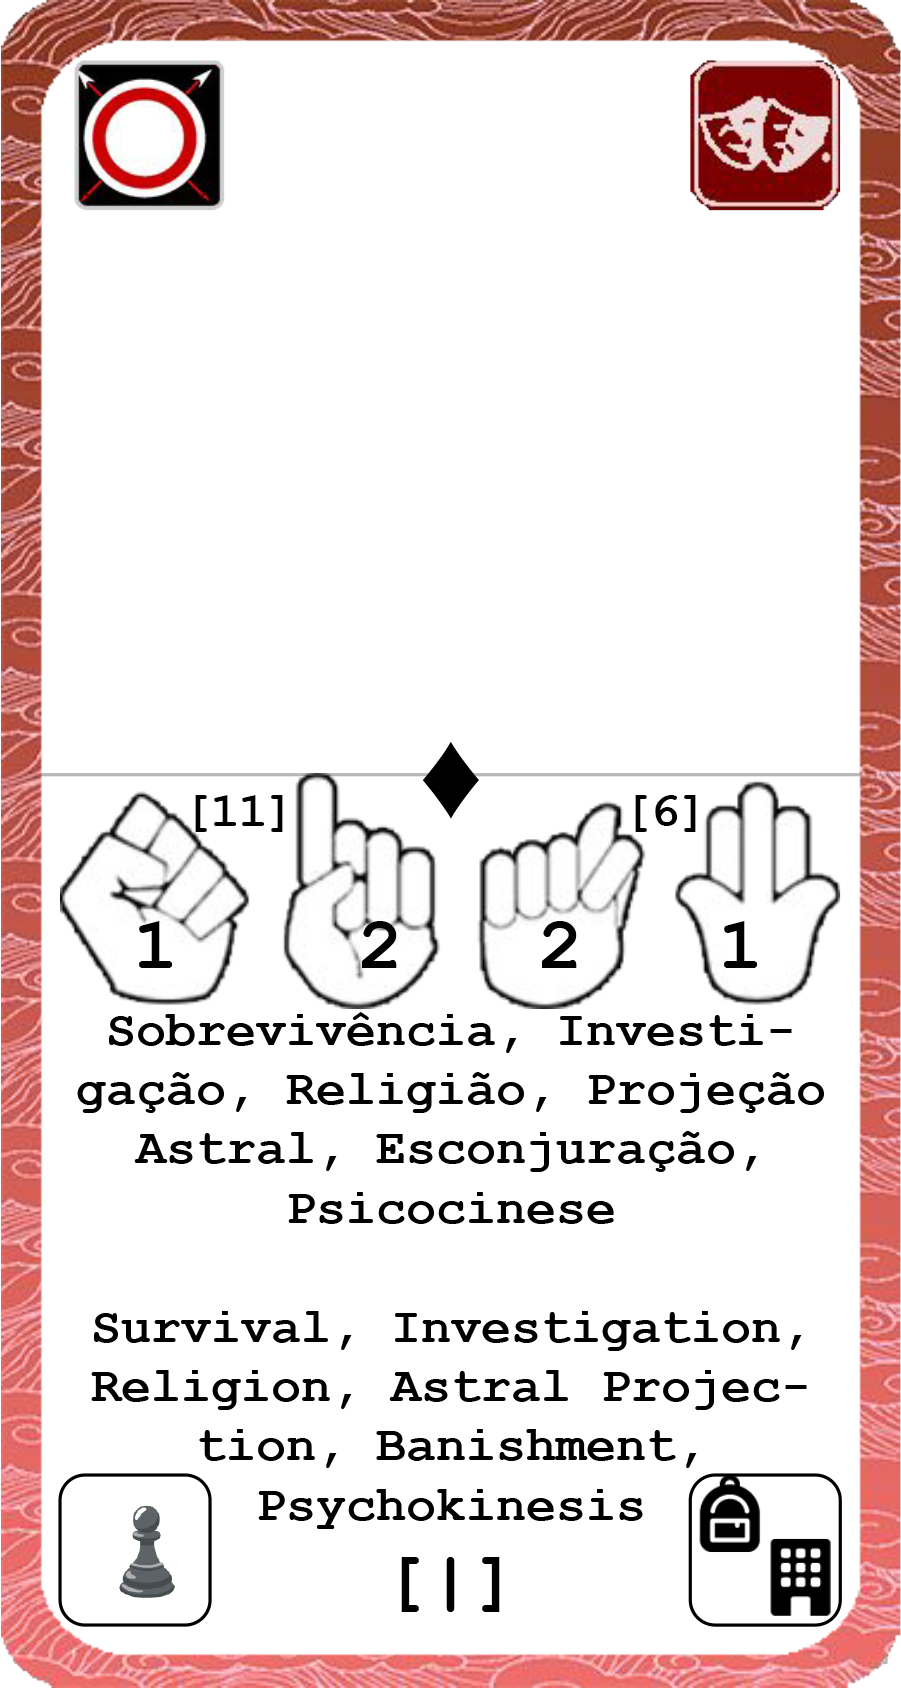 [11] [6]
1 2 2 1
Sobrevivência, Investi-
gação, Religião, Projeção
Astral, Esconjuração,
Psicocinese
Survival, Investigation,
Religion, Astral Projec-
tion, Banishment,
Psychokinesis
[|]